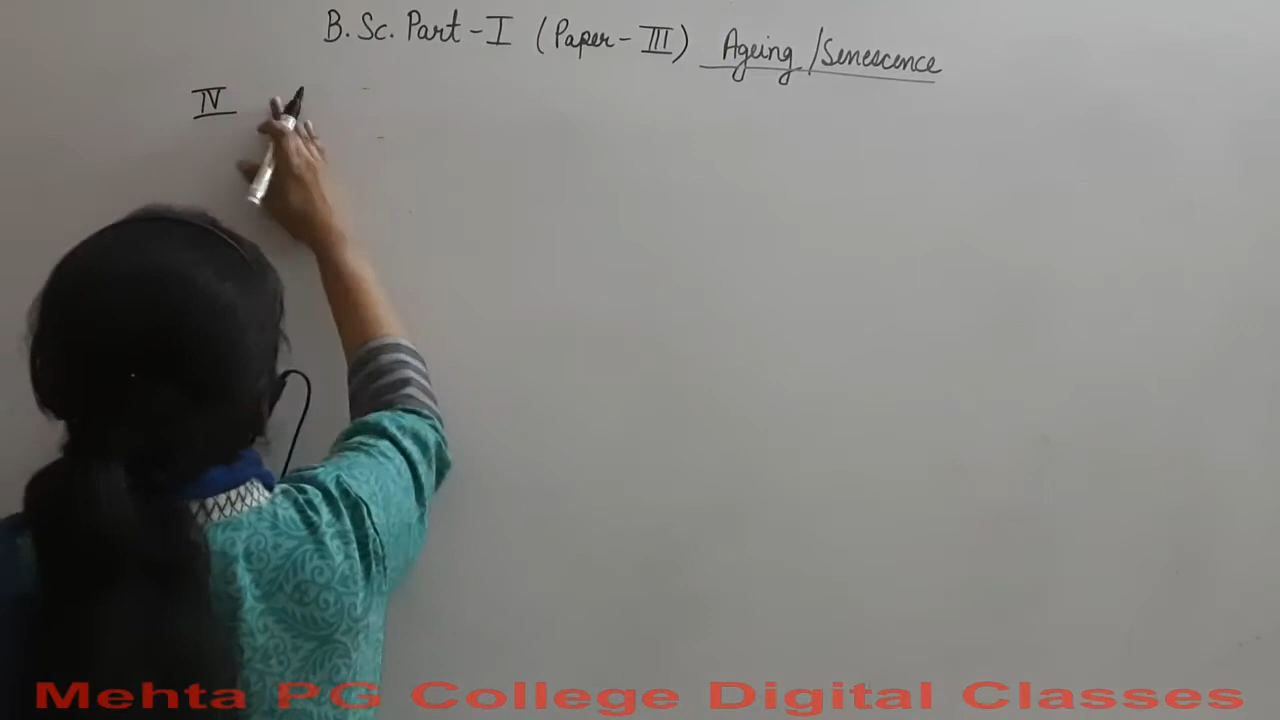 B.Sc. Part-I (Paper-III) Ageing/Senescence
IV
Mehta PG College Digital Classes